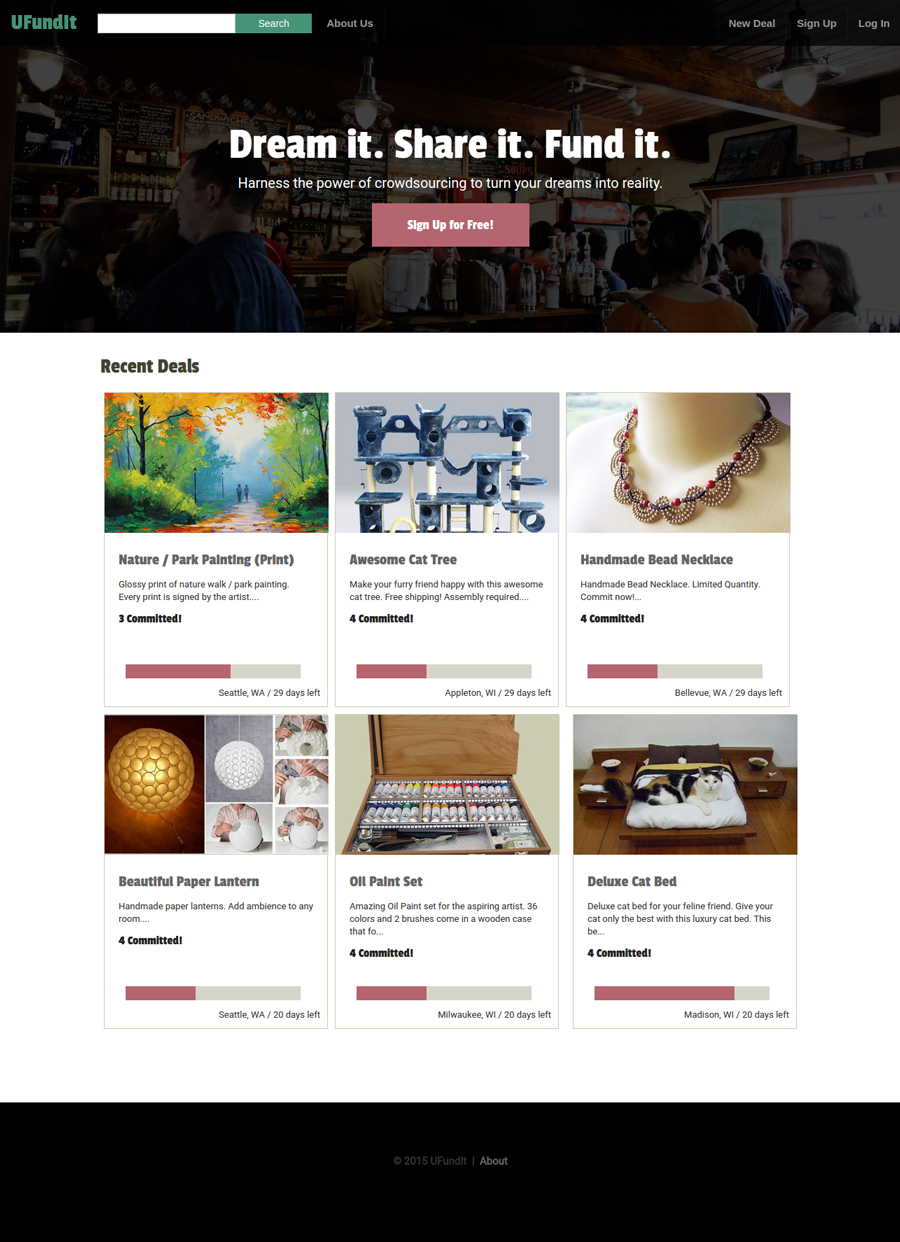 UFundIt
Search
About Us
New Deal
Sign Up
Log In
SANDWICHES
Dream it. Share it. Fund it.
Harness the power of crowdsourcing to turn your dreams into reality.
Sign Up for Free!
Recent Deals
Nature / Park Painting (Print)
Glossy print of nature walk / park painting.
Every print is signed by the artist....
3 Committed!
Seattle, WA / 29 days left
Awesome Cat Tree
Make your furry friend happy with this awesome
cat tree. Free shipping! Assembly required....
4 Committed!
Appleton, WI / 29 days left
Handmade Bead Necklace
Handmade Bead Necklace. Limited Quantity.
Commit now!...
4 Committed!
Bellevue, WA / 29 days left
Beautiful Paper Lantern
Handmade paper lanterns. Add ambience to any
room....
4 Committed!
Seattle, WA / 20 days left
Oil Paint Set
Amazing Oil Paint set for the aspiring artist. 36
colors and 2 brushes come in a wooden case
that fo...
4 Committed!
Milwaukee, WI / 20 days left
Deluxe Cat Bed
Deluxe cat bed for your feline friend. Give your
cat only the best with this luxury cat bed. This
be...
4 Committed!
Madison, WI / 20 days left
© 2015 UFundIt | About